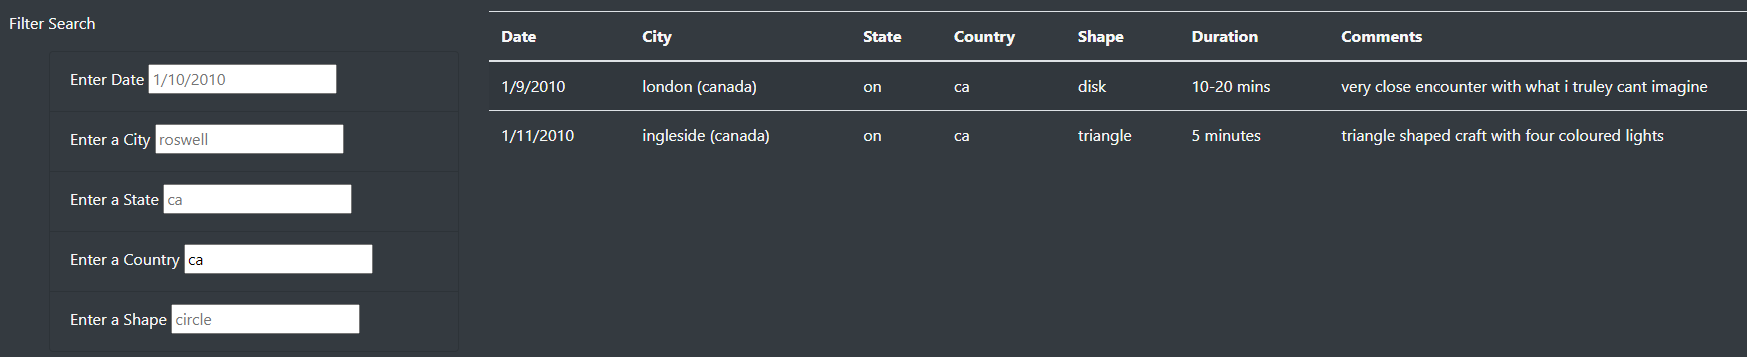 Filter Search
Enter Date 1/10/2010
Enter a City roswell
Enter a State ca
Enter a Country ca
Enter a Shape circle
Date City State Country Shape Duration Comments
1/9/2010 london (canada) on ca disk 10-20 mins very close encounter with what i truley cant imagine
1/11/2010 ingleside (canada) on ca triangle 5 minutes triangle shaped craft with four coloured lights